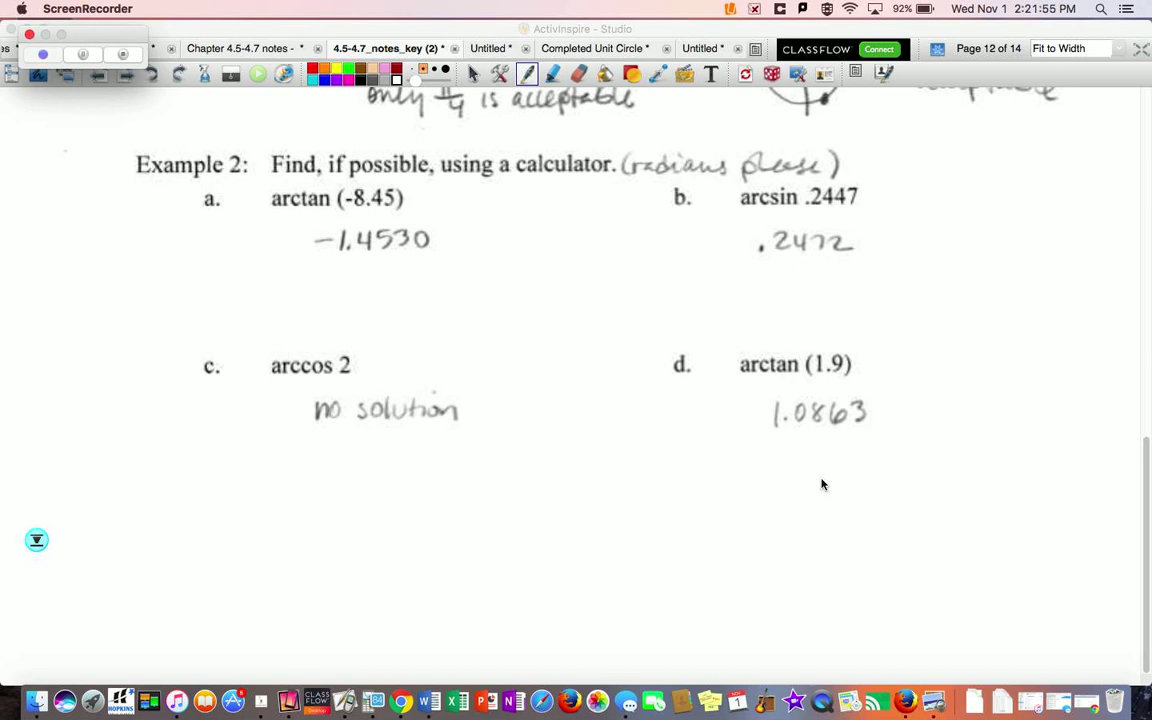 ScreenRecorder 92% Wed Nov 1 2:21:55 PM
ActivInspire - Studio
Chapter 4.5-4.7 notes - * 4.5-4.7_notes_key (2) * Untitled * Completed Unit Circle * Untitled * CLASSFLOW Connect Page 12 of 14 Fit to Width
only π/4 is acceptable
Example 2: Find, if possible, using a calculator. (radians please)
a. arctan (-8.45) b. arcsin .2447
-1.4530 .2472
c. arccos 2 d. arctan (1.9)
no solution 1.0863